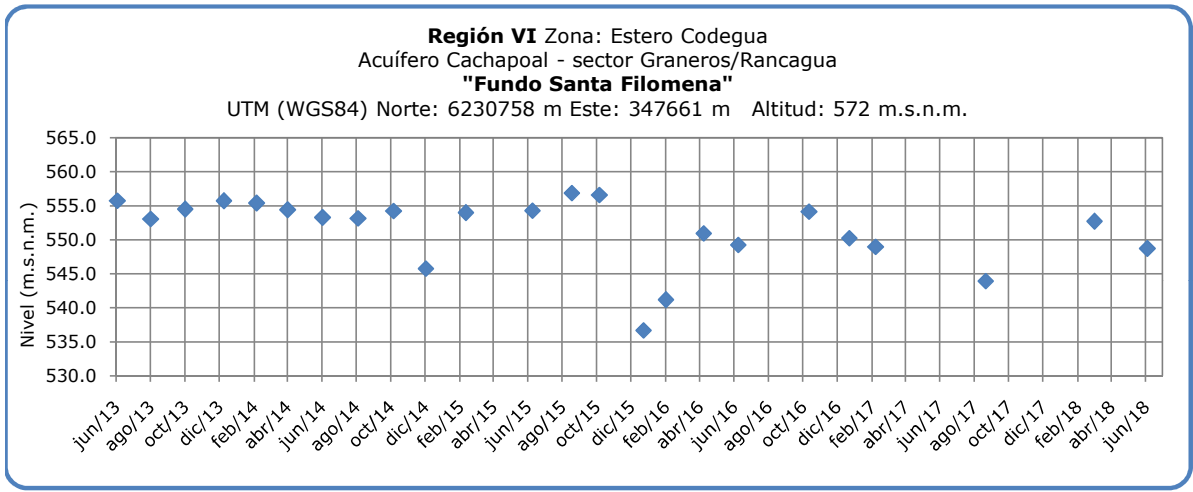 Región VI Zona: Estero Codegua
Acuífero Cachapoal - sector Graneros/Rancagua
"Fundo Santa Filomena"
UTM (WGS84) Norte: 6230758 m Este: 347661 m   Altitud: 572 m.s.n.m.
Nivel (m.s.n.m.)
565.0
560.0
555.0
550.0
545.0
540.0
535.0
530.0
jun/13
ago/13
oct/13
dic/13
feb/14
abr/14
jun/14
ago/14
oct/14
dic/14
feb/15
abr/15
jun/15
ago/15
oct/15
dic/15
feb/16
abr/16
jun/16
ago/16
oct/16
dic/16
feb/17
abr/17
jun/17
ago/17
oct/17
dic/17
feb/18
abr/18
jun/18